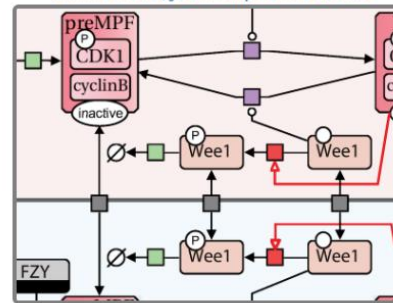 preMPF
P
CDK1
cyclinB
inactive
P
Wee1
Wee1
P
Wee1
Wee1
FZY